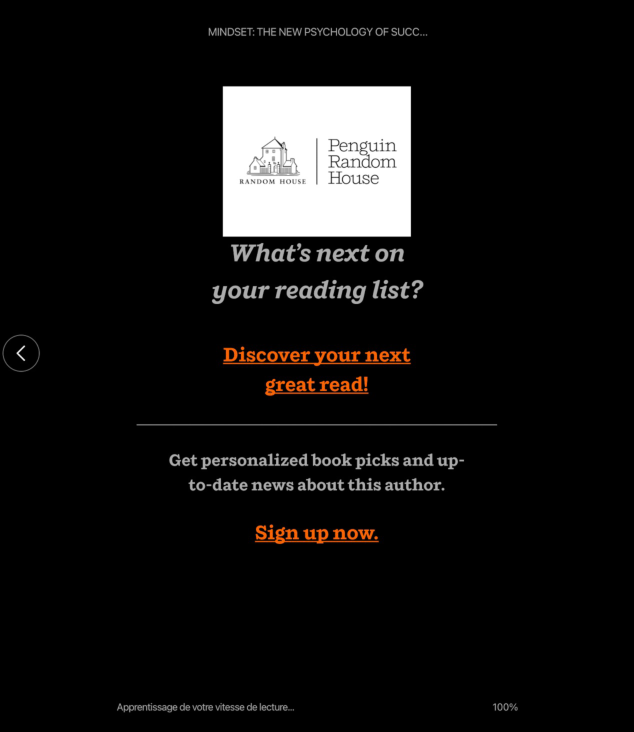 MINDSET: THE NEW PSYCHOLOGY OF SUCC...
RANDOM HOUSE
Penguin
Random
House
What's next on
your reading list?
Discover your next
great read!
Get personalized book picks and up-
to-date news about this author.
Sign up now.
Apprentissage de votre vitesse de lecture...
100%